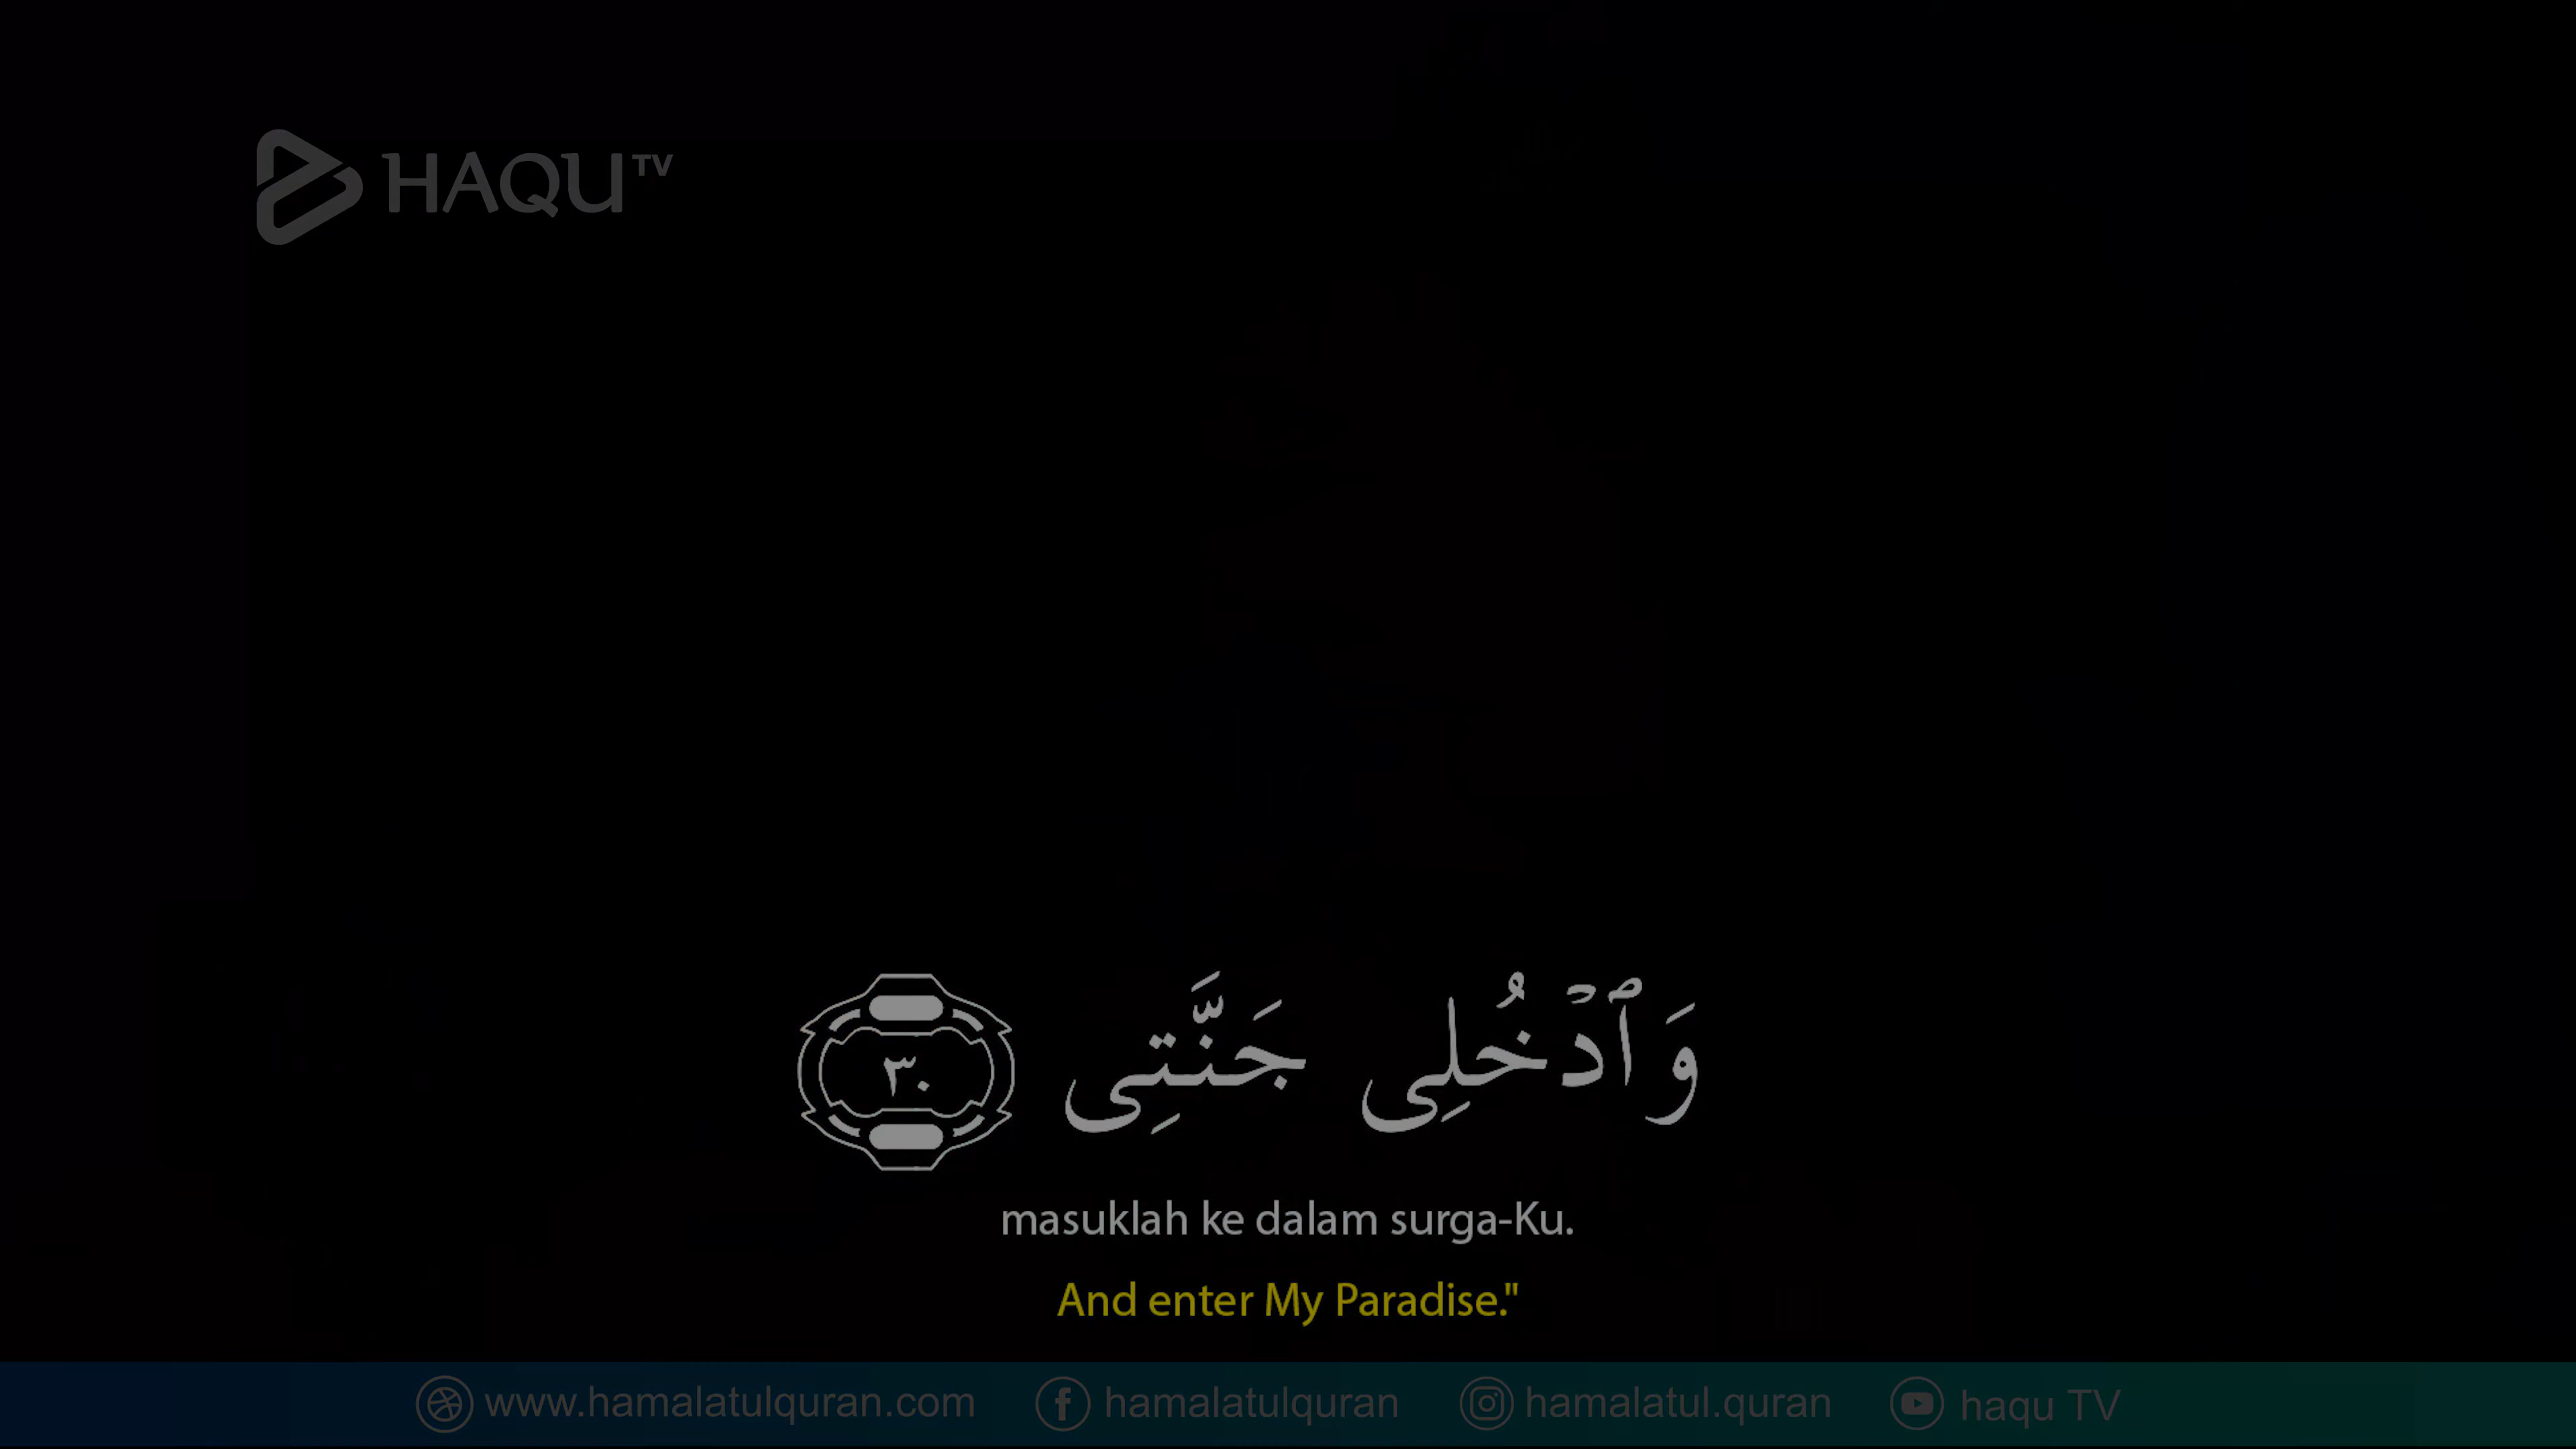 HAQU TV
وَٱدۡخُلِى جَنَّتِى ٣٠
masuklah ke dalam surga-Ku.
And enter My Paradise."
www.hamalatulquran.com hamalatulquran hamalatul.quran haqu TV